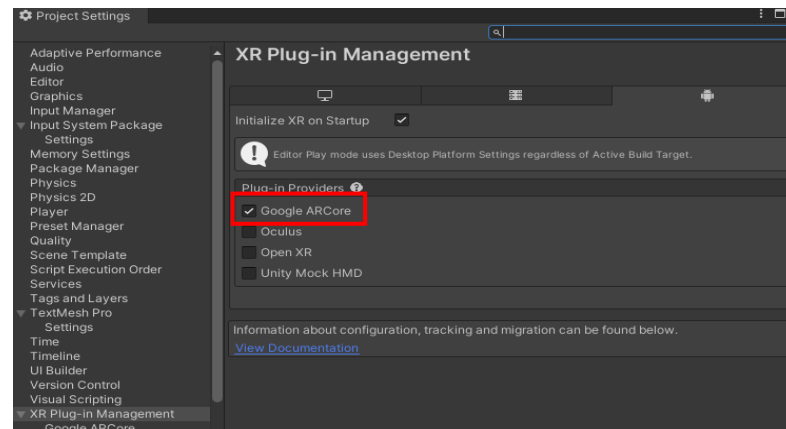 Project Settings
Adaptive Performance
Audio
Editor
Graphics
Input Manager
Input System Package
Settings
Memory Settings
Package Manager
Physics
Physics 2D
Player
Preset Manager
Quality
Scene Template
Script Execution Order
Services
Tags and Layers
TextMesh Pro
Settings
Time
Timeline
UI Builder
Version Control
Visual Scripting
XR Plug-in Management
Google ARCore
XR Plug-in Management
Initialize XR on Startup
Editor Play mode uses Desktop Platform Settings regardless of Active Build Target.
Plug-in Providers
Google ARCore
Oculus
Open XR
Unity Mock HMD
Information about configuration, tracking and migration can be found below.
View Documentation